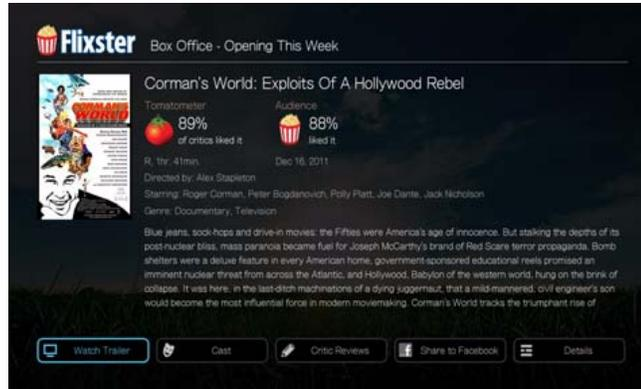 Flixster Box Office - Opening This Week
Corman's World: Exploits Of A Hollywood Rebel
Tomatometer Audience
89% 88%
of critics liked it liked it
R, 1hr. 41min. Dec 16, 2011
Directed by: Alex Stapleton
Starring: Roger Corman, Peter Bogdanovich, Polly Platt, Joe Dante, Jack Nicholson
Genre: Documentary, Television
CORMAN'S
WORLD
Blue jeans, sock-hops and drive-in movies: the Fifties were America's age of innocence. But stalking the depths of its
post-nuclear bliss, mass paranoia became fuel for Joseph McCarthy's brand of Red Scare terror propaganda. Bomb
shelters were a deluxe feature in every American home, government-sponsored educational reels promised an
imminent nuclear threat from across the Atlantic, and Hollywood, Babylon of the western world, hung on the brink of
collapse. It was here, in the last-ditch machinations of a dying juggernaut, that a mild-mannered, civil engineer's son
would become the most influential force in modern moviemaking. Corman's World tracks the triumphant rise of
Watch Trailer Cast Critic Reviews Share to Facebook Details